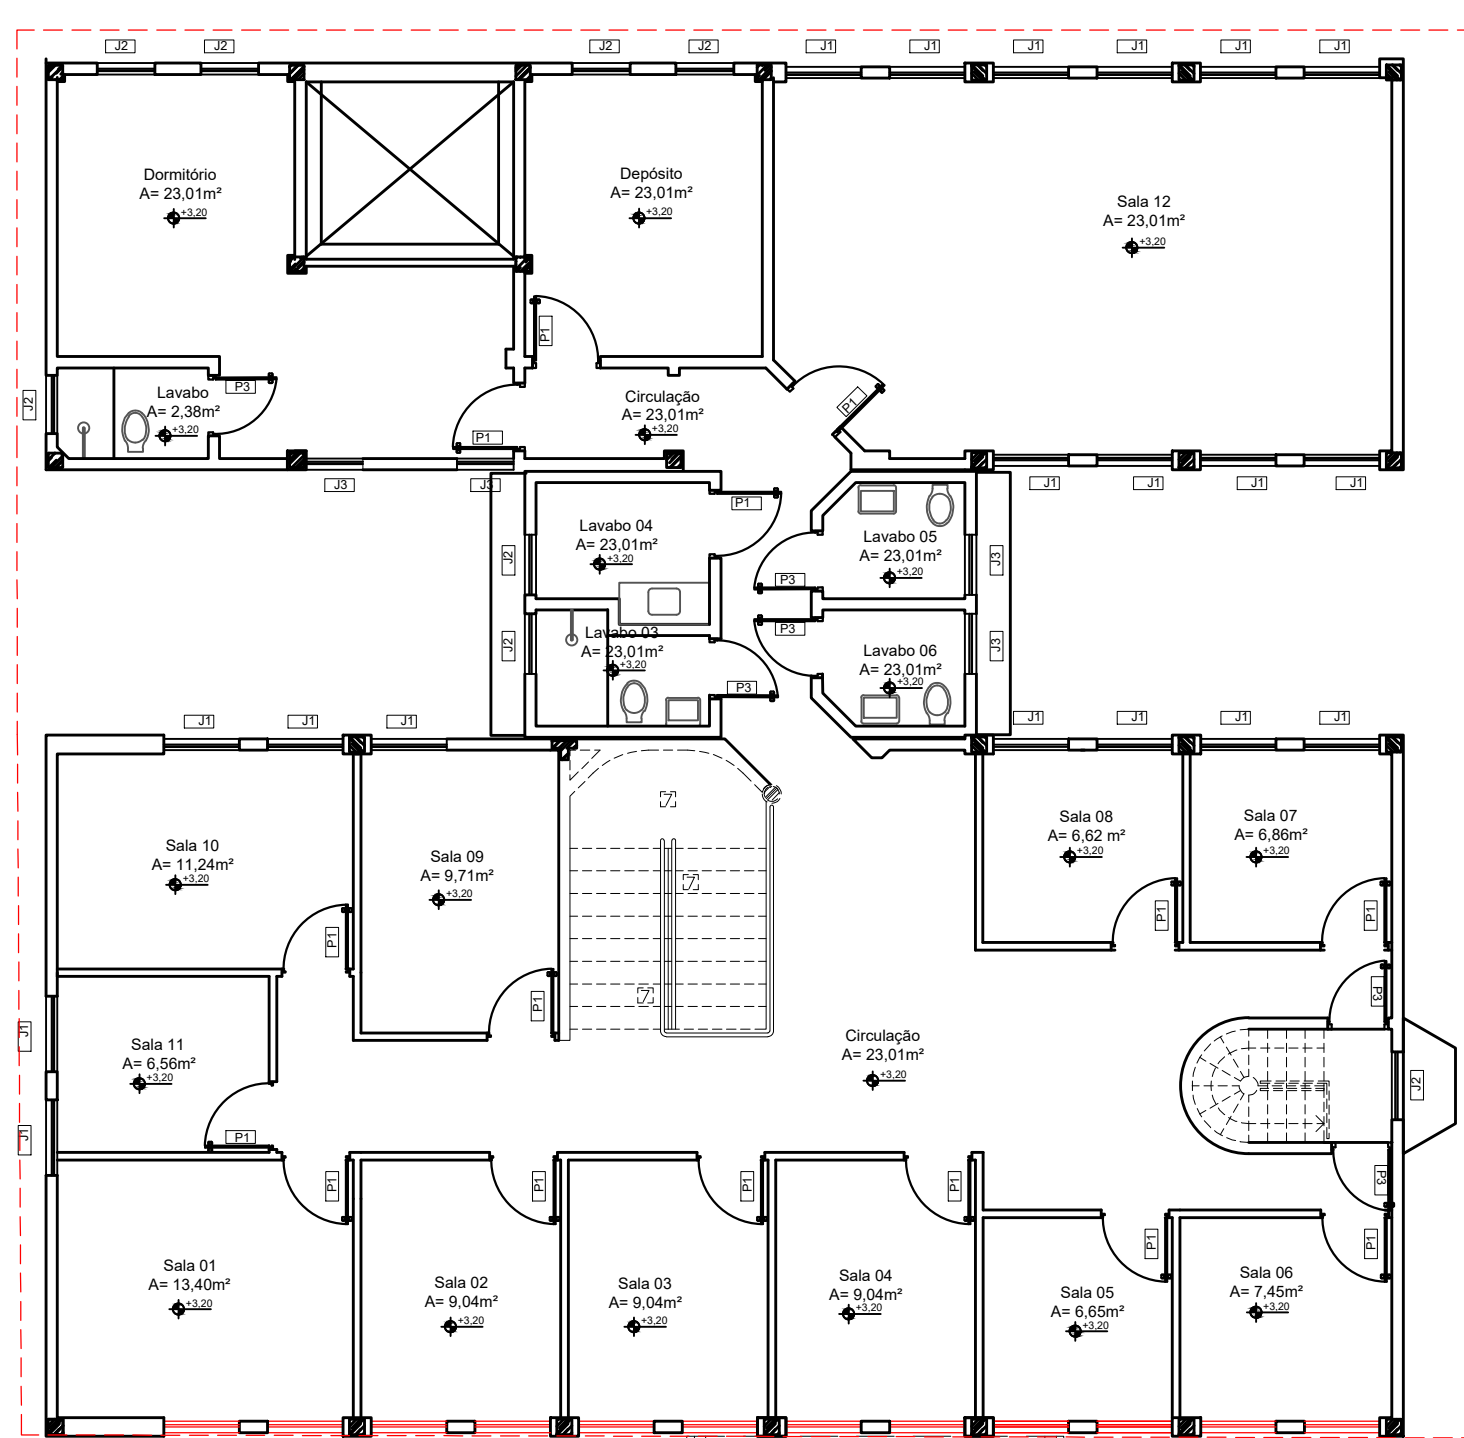 J2
J2
J2
J2
J1
J1
J1
J1
J1
J1
Dormitório
A= 23,01m²
+3,20
Depósito
A= 23,01m²
+3,20
Sala 12
A= 23,01m²
+3,20
P1
J2
Lavabo
A= 2,38m²
+3,20
P3
P1
Circulação
A= 23,01m²
+3,20
P1
J3
J3
J1
J1
J1
J1
Lavabo 04
A= 23,01m²
+3,20
P1
J2
Lavabo 05
A= 23,01m²
+3,20
P3
J3
Lavabo 03
A= 23,01m²
+3,20
P3
J2
Lavabo 06
A= 23,01m²
+3,20
P3
J3
J1
J1
J1
J1
J1
J1
J1
Sala 10
A= 11,24m²
+3,20
P1
Sala 09
A= 9,71m²
+3,20
P1
7
7
7
Sala 08
A= 6,62 m²
+3,20
P1
Sala 07
A= 6,86m²
+3,20
P1
J1
Sala 11
A= 6,56m²
+3,20
P1
J1
Circulação
A= 23,01m²
+3,20
P3
J2
P3
P1
P1
P1
P1
P1
P1
Sala 01
A= 13,40m²
+3,20
Sala 02
A= 9,04m²
+3,20
Sala 03
A= 9,04m²
+3,20
Sala 04
A= 9,04m²
+3,20
Sala 05
A= 6,65m²
+3,20
Sala 06
A= 7,45m²
+3,20